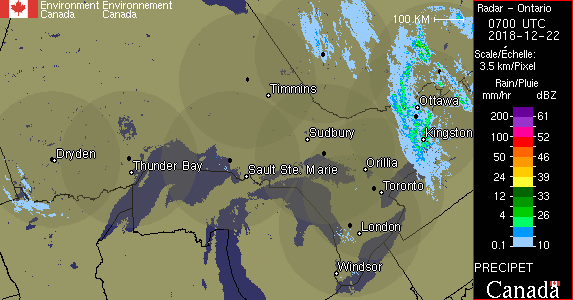 Environment Environnement
Canada Canada
100 KM
Timmins
Ottawa
Sudbury
Kingston
Dryden
Thunder Bay
Sault Ste. Marie
Orillia
Toronto
London
Windsor
Radar - Ontario
0700 UTC
2018-12-22
Scale/Échelle:
3.5 km/Pixel
Rain/Pluie
mm/hr dBZ
200 61
100 52
50 46
24 39
12 33
4 26
0.1 10
PRECIPET
Canada